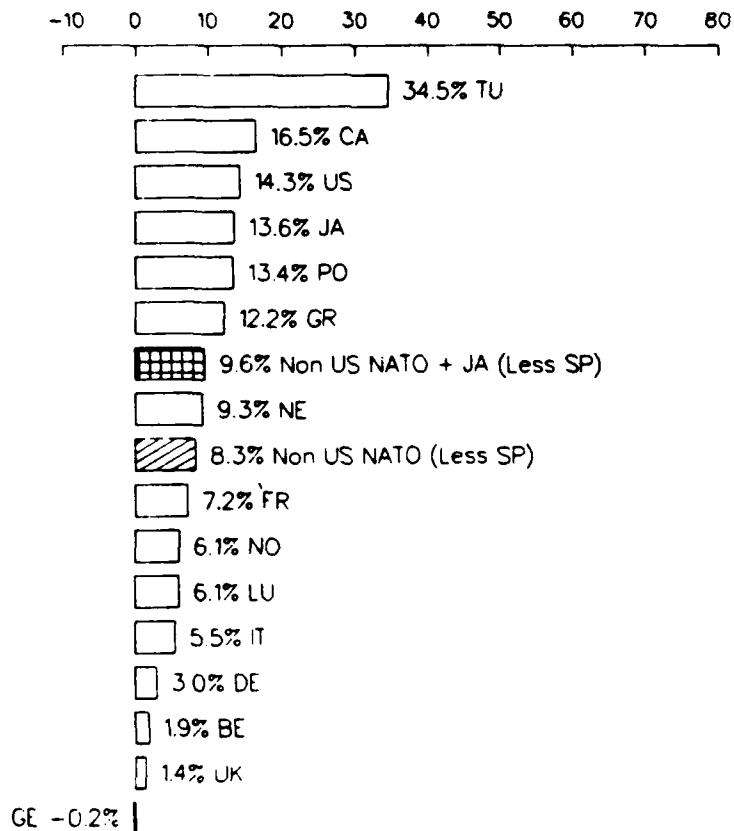 -10 0 10 20 30 40 50 60 70 80
34.5% TU
16.5% CA
14.3% US
13.6% JA
13.4% PO
12.2% GR
9.6% Non US NATO + JA (Less SP)
9.3% NE
8.3% Non US NATO (Less SP)
7.2% FR
6.1% NO
6.1% LU
5.5% IT
3.0% DE
1.9% BE
1.4% UK
GE -0.2%